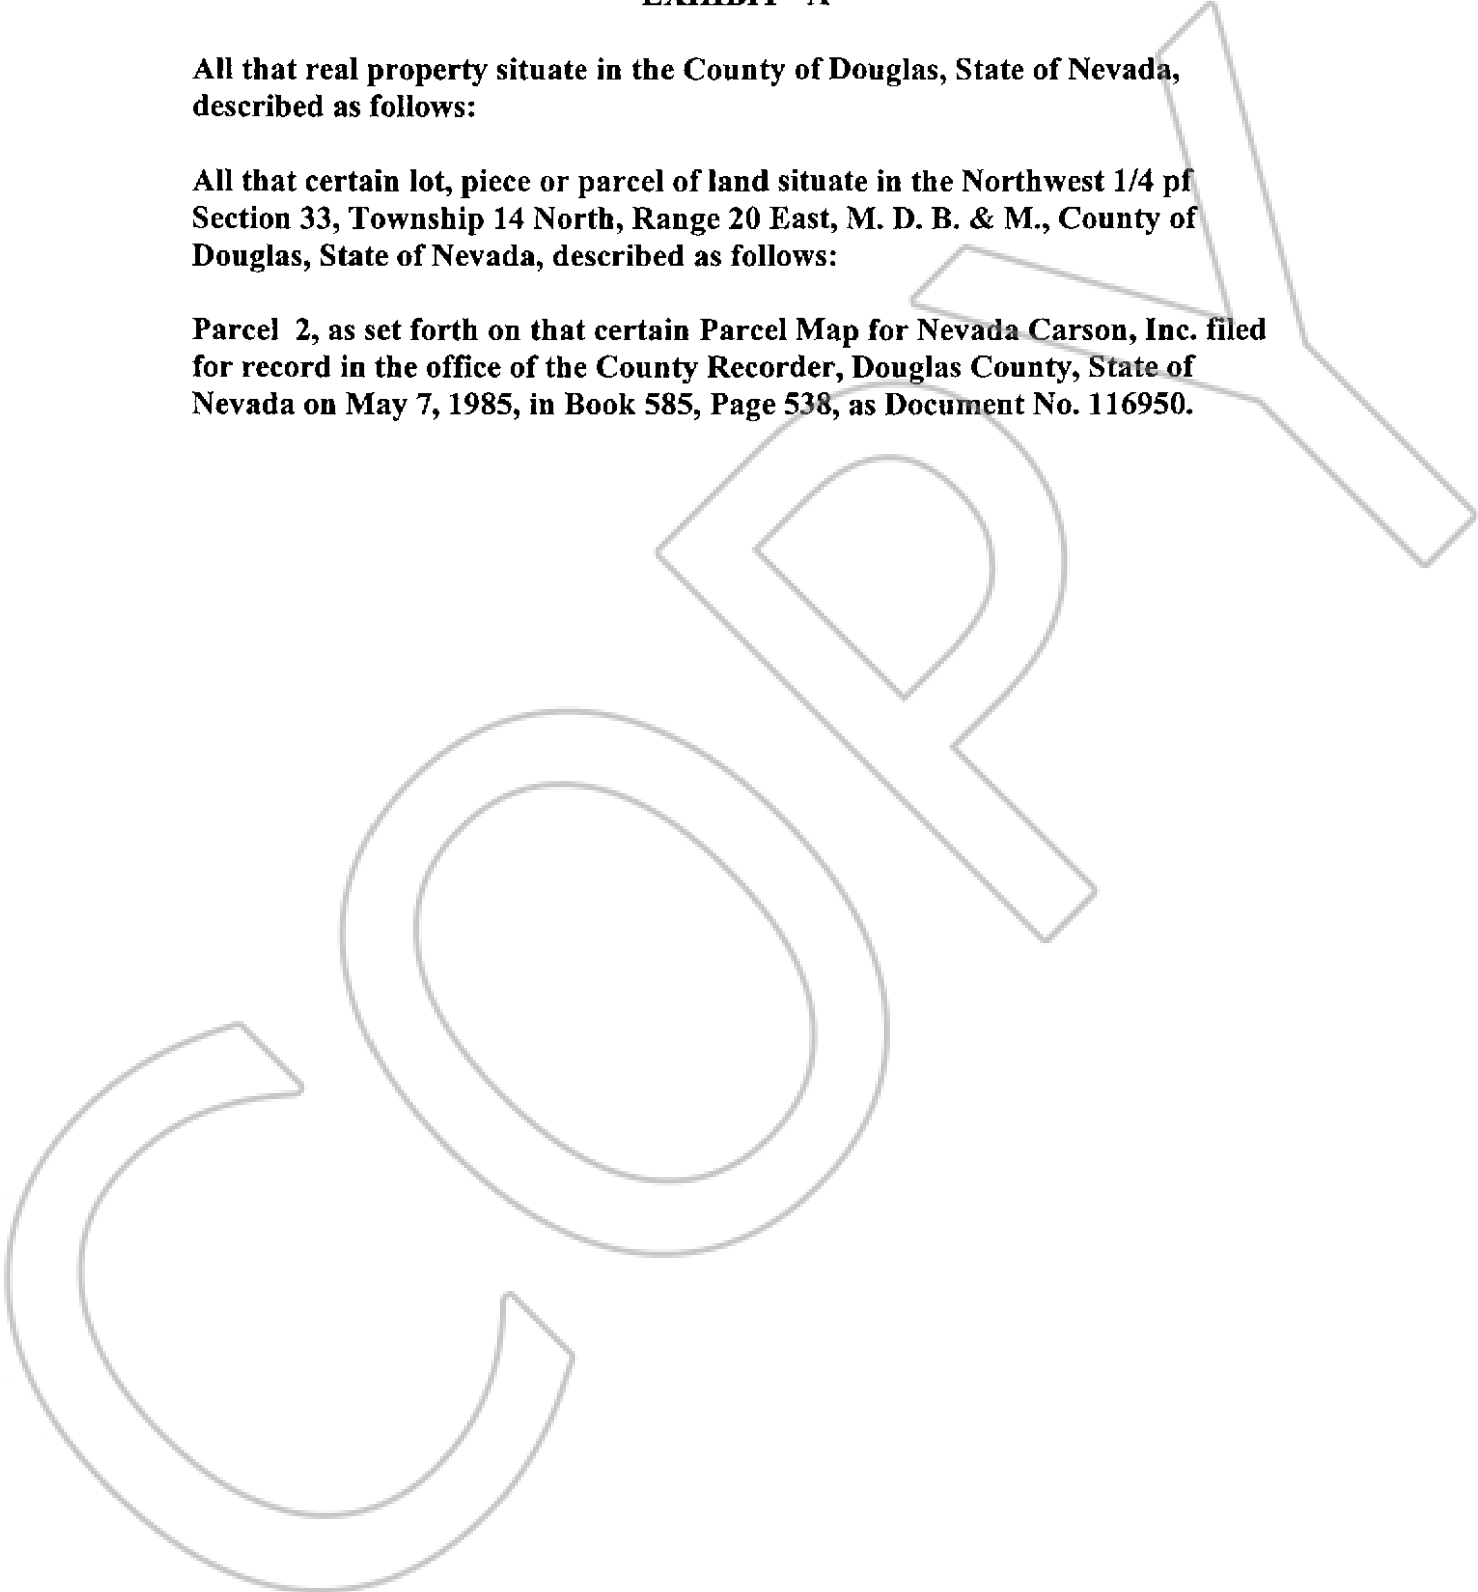 EXHIBIT "A"
All that real property situate in the County of Douglas, State of Nevada,
described as follows:
All that certain lot, piece or parcel of land situate in the Northwest 1/4 pf
Section 33, Township 14 North, Range 20 East, M. D. B. & M., County of
Douglas, State of Nevada, described as follows:
Parcel 2, as set forth on that certain Parcel Map for Nevada Carson, Inc. filed
for record in the office of the County Recorder, Douglas County, State of
Nevada on May 7, 1985, in Book 585, Page 538, as Document No. 116950.
COPY